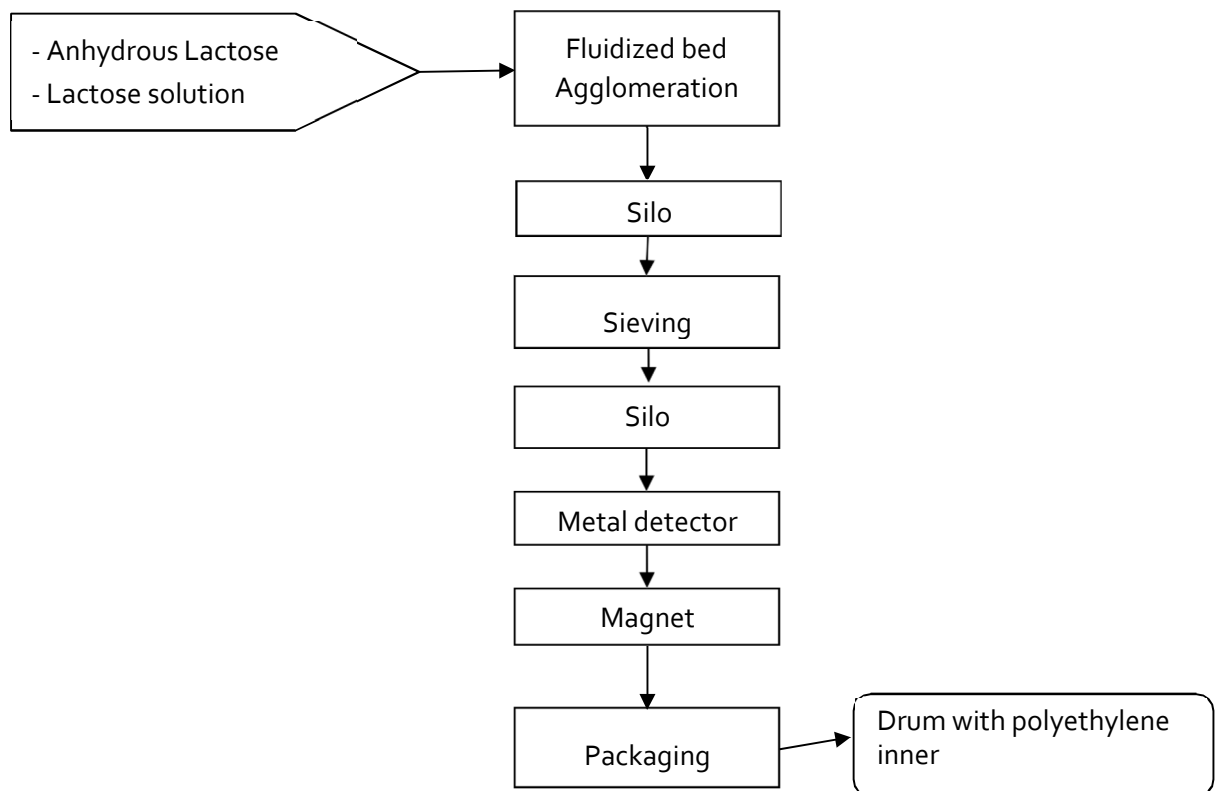 - Anhydrous Lactose
- Lactose solution
Fluidized bed
Agglomeration
Silo
Sieving
Silo
Metal detector
Magnet
Packaging
Drum with polyethylene
inner